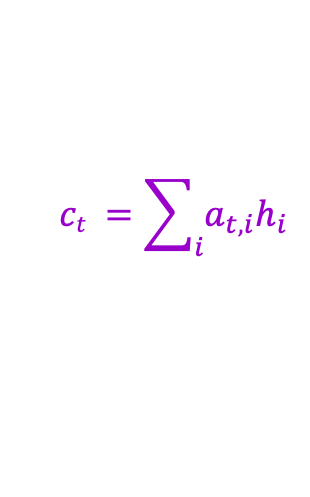 c_t = ∑_i a_{t,i} h_i